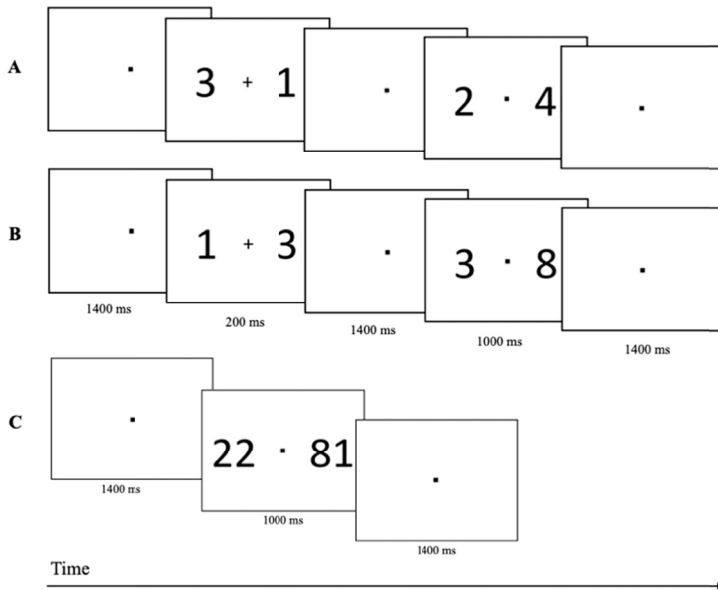 A
3 + 1
2 · 4
B
1 + 3
3 · 8
1400 ms
200 ms
1400 ms
1000 ms
1400 ms
C
22 · 81
1400 ms
1000 ms
1400 ms
Time